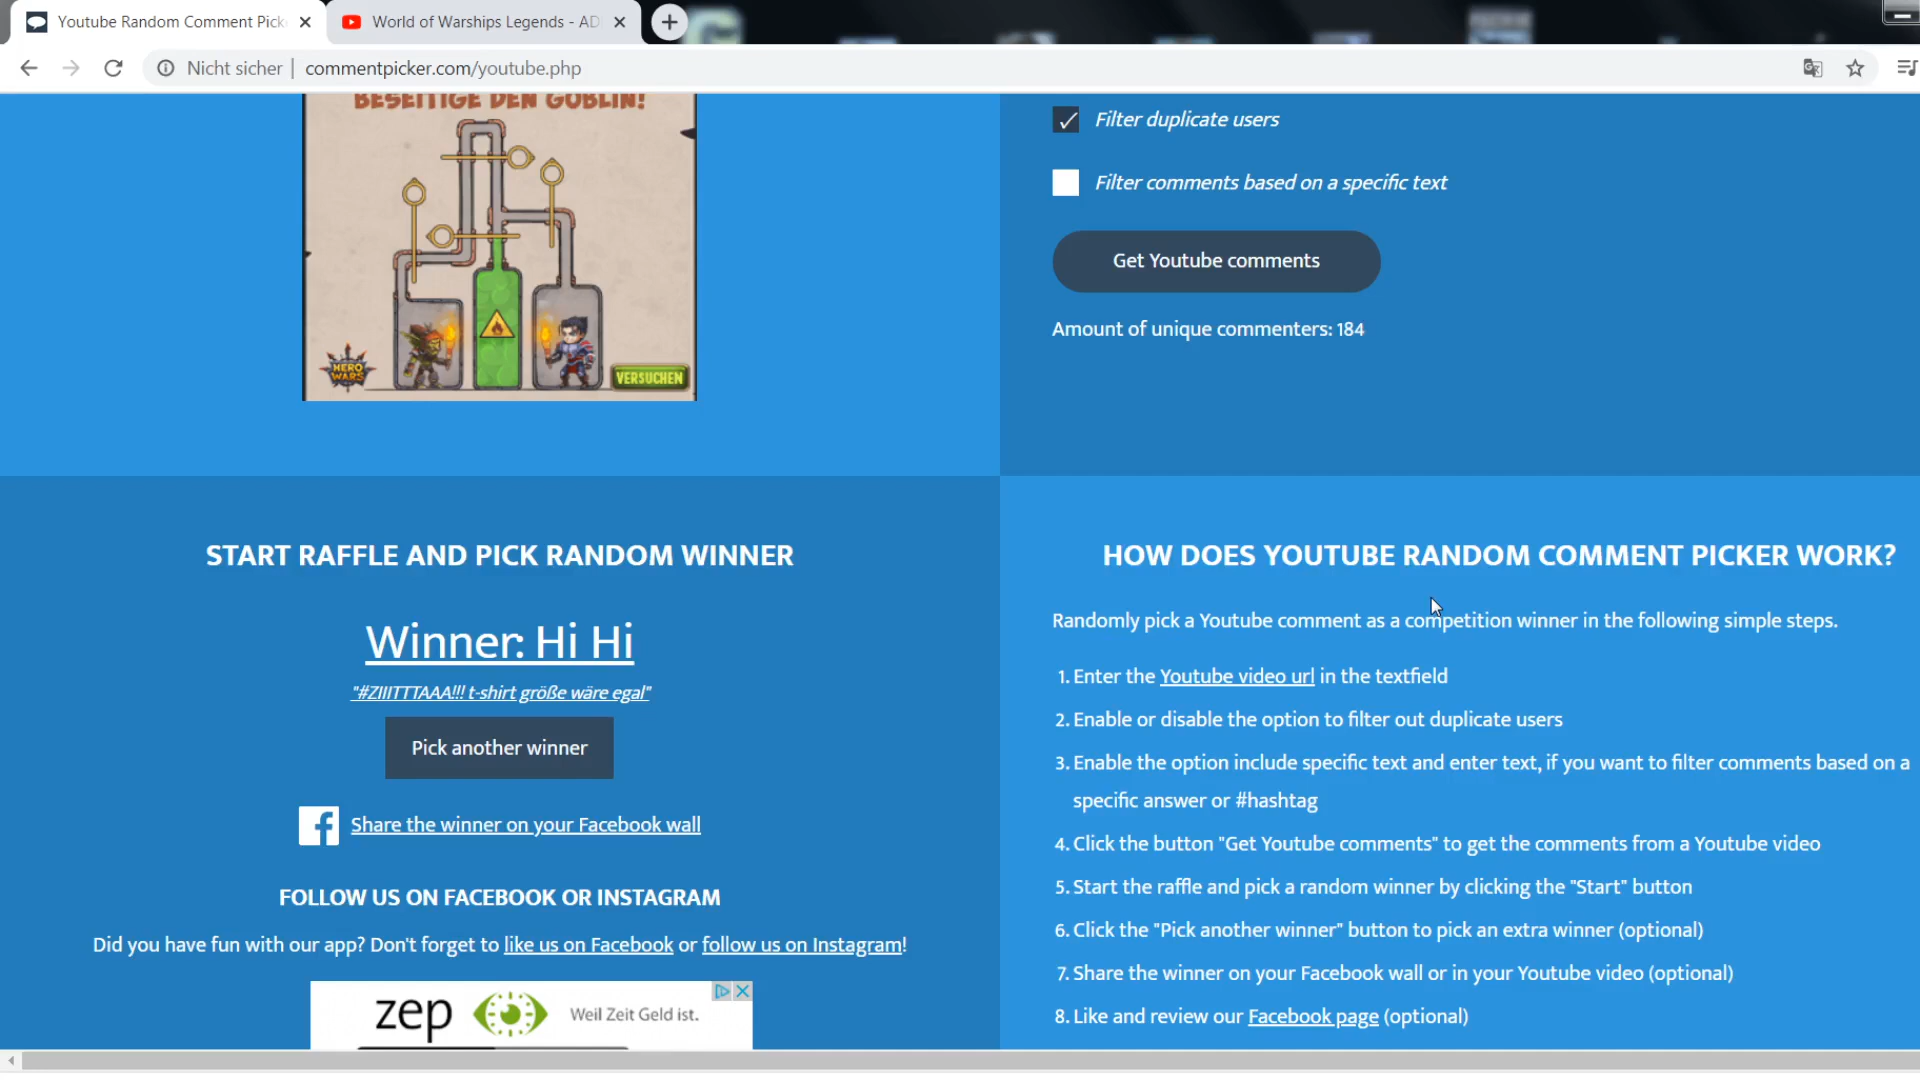 Youtube Random Comment Pick
World of Warships Legends - AD
Nicht sicher | commentpicker.com/youtube.php
BESEITIGE DEN GOBLIN!
HERO
WARS
VERSUCHEN
Filter duplicate users
Filter comments based on a specific text
Get Youtube comments
Amount of unique commenters: 184
START RAFFLE AND PICK RANDOM WINNER
Winner: Hi Hi
"#ZIIITTTAAA!!! t-shirt größe wäre egal"
Pick another winner
Share the winner on your Facebook wall
FOLLOW US ON FACEBOOK OR INSTAGRAM
Did you have fun with our app? Don't forget to like us on Facebook or follow us on Instagram!
zep Weil Zeit Geld ist.
HOW DOES YOUTUBE RANDOM COMMENT PICKER WORK?
Randomly pick a Youtube comment as a competition winner in the following simple steps.
1. Enter the Youtube video url in the textfield
2. Enable or disable the option to filter out duplicate users
3. Enable the option include specific text and enter text, if you want to filter comments based on a
specific answer or #hashtag
4. Click the button "Get Youtube comments" to get the comments from a Youtube video
5. Start the raffle and pick a random winner by clicking the "Start" button
6. Click the "Pick another winner" button to pick an extra winner (optional)
7. Share the winner on your Facebook wall or in your Youtube video (optional)
8. Like and review our Facebook page (optional)